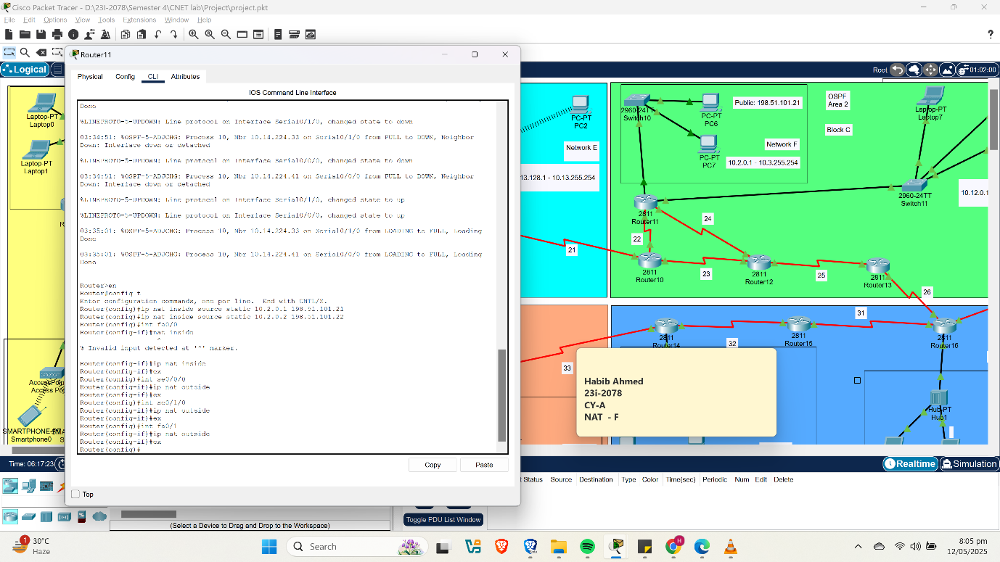 Cisco Packet Tracer - D:\23I-2078\Semester 4\CNET lab\Project\project.pkt
File Edit Options View Tools Extensions Window Help
?
Logical
Root
01:02:00
Router11
Physical Config CLI Attributes
IOS Command Line Interface
Done
%LINEPROTO-5-UPDOWN: Line protocol on Interface Serial0/1/0, changed state to down
03:34:51: %OSPF-5-ADJCHG: Process 10, Nbr 10.14.224.33 on Serial0/1/0 from FULL to DOWN, Neighbor
Down: Interface down or detached
%LINEPROTO-5-UPDOWN: Line protocol on Interface Serial0/0/0, changed state to down
03:34:51: %OSPF-5-ADJCHG: Process 10, Nbr 10.14.224.41 on Serial0/0/0 from FULL to DOWN, Neighbor
Down: Interface down or detached
%LINEPROTO-5-UPDOWN: Line protocol on Interface Serial0/1/0, changed state to up
%LINEPROTO-5-UPDOWN: Line protocol on Interface Serial0/0/0, changed state to up
03:35:01: %OSPF-5-ADJCHG: Process 10, Nbr 10.14.224.33 on Serial0/1/0 from LOADING to FULL, Loading
Done
03:35:01: %OSPF-5-ADJCHG: Process 10, Nbr 10.14.224.41 on Serial0/0/0 from LOADING to FULL, Loading
Done
Router>en
Router#config t
Enter configuration commands, one per line. End with CNTL/Z.
Router(config)#ip nat inside source static 10.2.0.1 198.51.101.21
Router(config)#ip nat inside source static 10.2.0.2 198.51.101.22
Router(config)#int fa0/0
Router(config-if)#nat inside
^
% Invalid input detected at '^' marker.
Router(config-if)#ip nat inside
Router(config-if)#ex
Router(config)#int se0/0/0
Router(config-if)#ip nat outside
Router(config-if)#ex
Router(config)#int se0/1/0
Router(config-if)#ip nat outside
Router(config-if)#ex
Router(config)#int fa0/1
Router(config-if)#ip nat outside
Router(config-if)#ex
Router(config)#
Copy Paste
Top
Laptop-PT
Laptop0
Laptop-PT
Laptop1
AccessPoin
Access Po
SMARTPHONE-PT
Smartphone0
PC-PT
PC2
Network E
13.128.1 - 10.13.255.254
21
2960-24TT
Switch10
PC-PT
PC6
Public: 198.51.101.21
PC-PT
PC7
Network F
10.2.0.1 - 10.3.255.254
OSPF
Area 2
Block C
Laptop-PT
Laptop7
2960-24TT
Switch11
10.12.0.1
2811
Router11
24
22
2811
Router10
23
2811
Router12
25
2811
Router13
26
31
2811
Router14
32
2811
Router15
2811
Router16
33
Hub-PT
Hub1
Habib Ahmed
23i-2078
CY-A
NAT - F
Time: 06:17:23
Realtime Simulation
t Status Source Destination Type Color Time(sec) Periodic Num Edit Delete
(Select a Device to Drag and Drop to the Workspace)
Toggle PDU List Window
1
30°C
Haze
Search
H
8:05 pm
12/05/2025